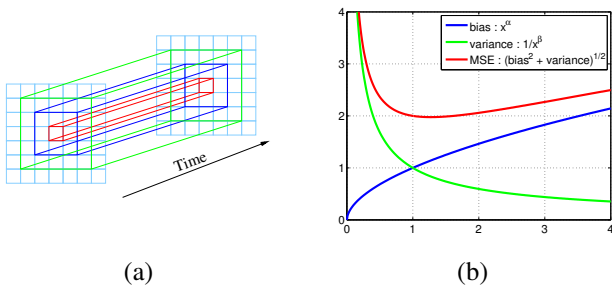 Time
(a)
bias : x^α
variance : 1/x^β
MSE : (bias² + variance)^1/2
4
3
2
1
0
0 1 2 3 4
(b)